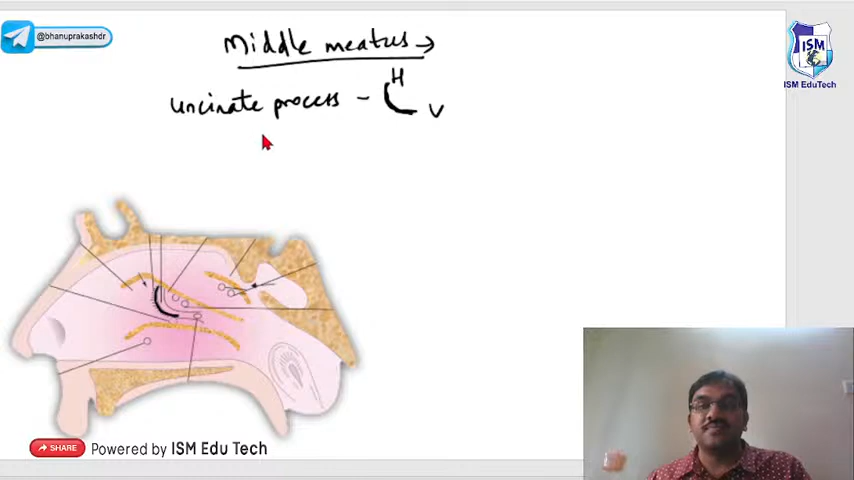 @bhanuprakashdr
Middle meatus →
ISM
ISM EduTech
uncinate process - H
V
SHARE
Powered by ISM Edu Tech